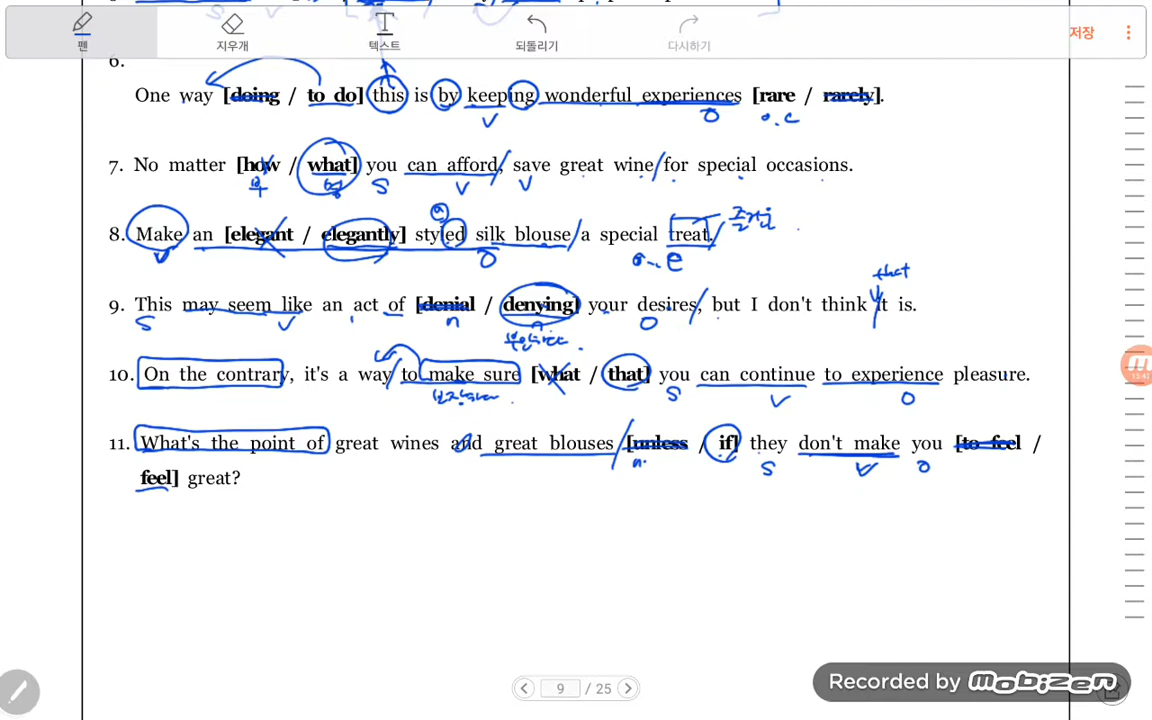 펜
지우개
텍스트
되돌리기
다시하기
저장
6.
One way [doing / to do] this is by keeping wonderful experiences [rare / rarely].
V O o.c
7. No matter [how / what] you can afford, save great wine for special occasions.
부 형 S V V
8. Make an [elegant / elegantly] styled silk blouse a special treat.
V a O
9. This may seem like an act of [denial / denying] your desires, but I don't think it is.
that
S V n n O
10. On the contrary, it's a way to make sure [what / that] you can continue to experience pleasure.
S V O
11. What's the point of great wines and great blouses [unless / if] they don't make you [to feel /
S V O
feel] great?
9 / 25
Recorded by mobizen